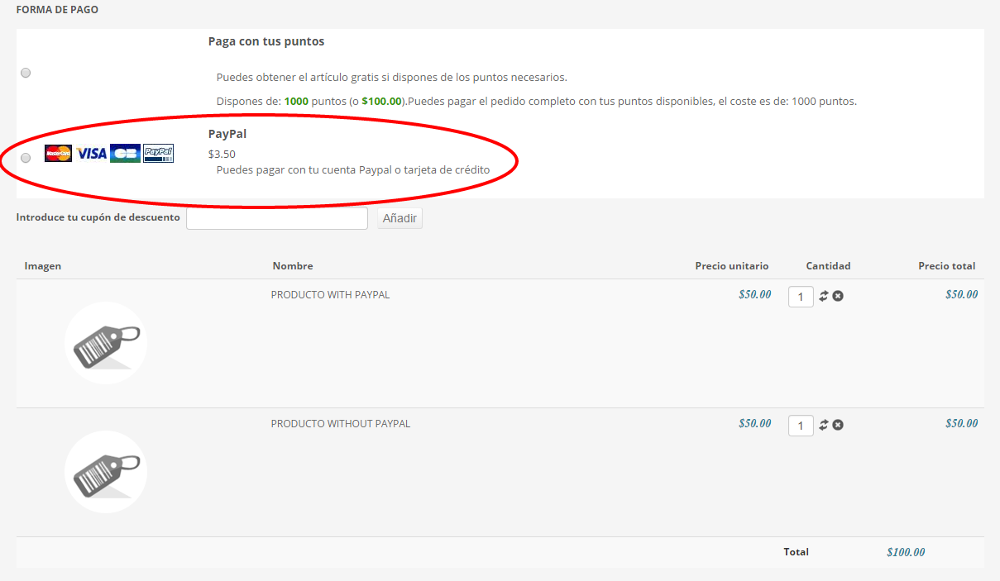 FORMA DE PAGO
Paga con tus puntos
Puedes obtener el artículo gratis si dispones de los puntos necesarios.
Dispones de: 1000 puntos (o $100.00).Puedes pagar el pedido completo con tus puntos disponibles, el coste es de: 1000 puntos.
MasterCard VISA CB PayPal
PayPal
$3.50
Puedes pagar con tu cuenta Paypal o tarjeta de crédito
Introduce tu cupón de descuento Añadir
Imagen Nombre Precio unitario Cantidad Precio total
PRODUCTO WITH PAYPAL $50.00 1 $50.00
PRODUCTO WITHOUT PAYPAL $50.00 1 $50.00
Total $100.00